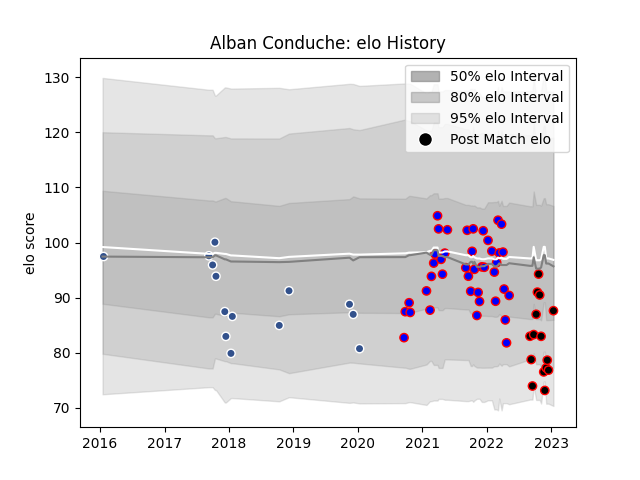 Alban Conduche: elo History
50% elo Interval
80% elo Interval
95% elo Interval
Post Match elo
elo score
130
120
110
100
90
80
70
2016 2017 2018 2019 2020 2021 2022 2023